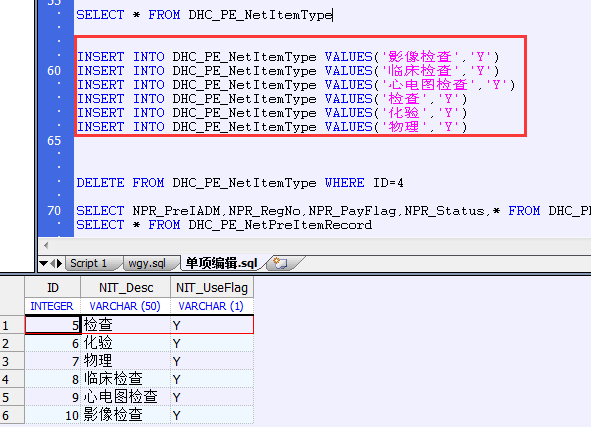 SELECT * FROM DHC_PE_NetItemType
INSERT INTO DHC_PE_NetItemType VALUES('影像检查','Y')
60 INSERT INTO DHC_PE_NetItemType VALUES('临床检查','Y')
INSERT INTO DHC_PE_NetItemType VALUES('心电图检查','Y')
INSERT INTO DHC_PE_NetItemType VALUES('检查','Y')
INSERT INTO DHC_PE_NetItemType VALUES('化验','Y')
INSERT INTO DHC_PE_NetItemType VALUES('物理','Y')
65
DELETE FROM DHC_PE_NetItemType WHERE ID=4
70 SELECT NPR_PreIADM,NPR_RegNo,NPR_PayFlag,NPR_Status,* FROM DHC_PE
SELECT * FROM DHC_PE_NetPreItemRecord
Script 1 wgy.sql 单项编辑.sql
ID NIT_Desc NIT_UseFlag
INTEGER VARCHAR (50) VARCHAR (1)
1 5 检查 Y
2 6 化验 Y
3 7 物理 Y
4 8 临床检查 Y
5 9 心电图检查 Y
6 10 影像检查 Y